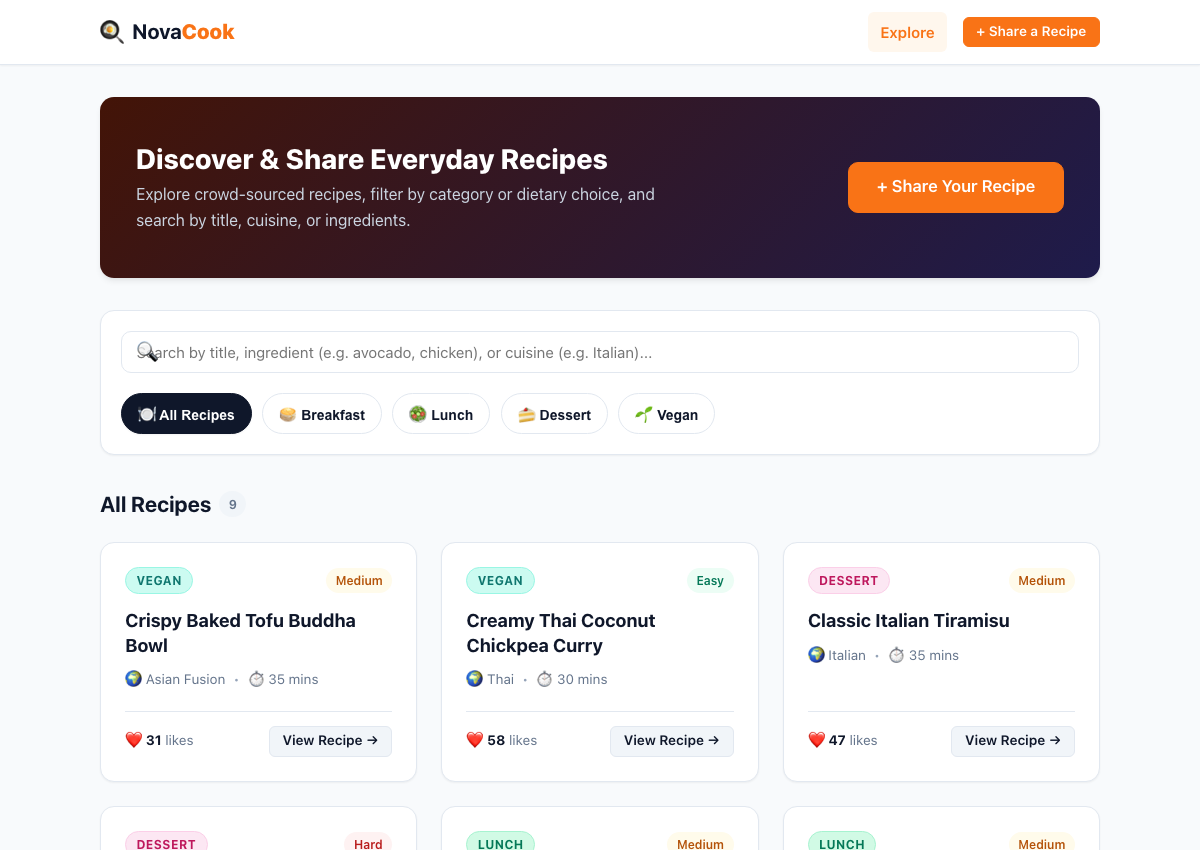 NovaCook
Explore
+ Share a Recipe
Discover & Share Everyday Recipes
Explore crowd-sourced recipes, filter by category or dietary choice, and
search by title, cuisine, or ingredients.
+ Share Your Recipe
Search by title, ingredient (e.g. avocado, chicken), or cuisine (e.g. Italian)...
All Recipes
Breakfast
Lunch
Dessert
Vegan
All Recipes 9
VEGAN
Medium
Crispy Baked Tofu Buddha
Bowl
Asian Fusion • 35 mins
31 likes
View Recipe →
VEGAN
Easy
Creamy Thai Coconut
Chickpea Curry
Thai • 30 mins
58 likes
View Recipe →
DESSERT
Medium
Classic Italian Tiramisu
Italian • 35 mins
47 likes
View Recipe →
DESSERT
Hard
LUNCH
Medium
LUNCH
Medium